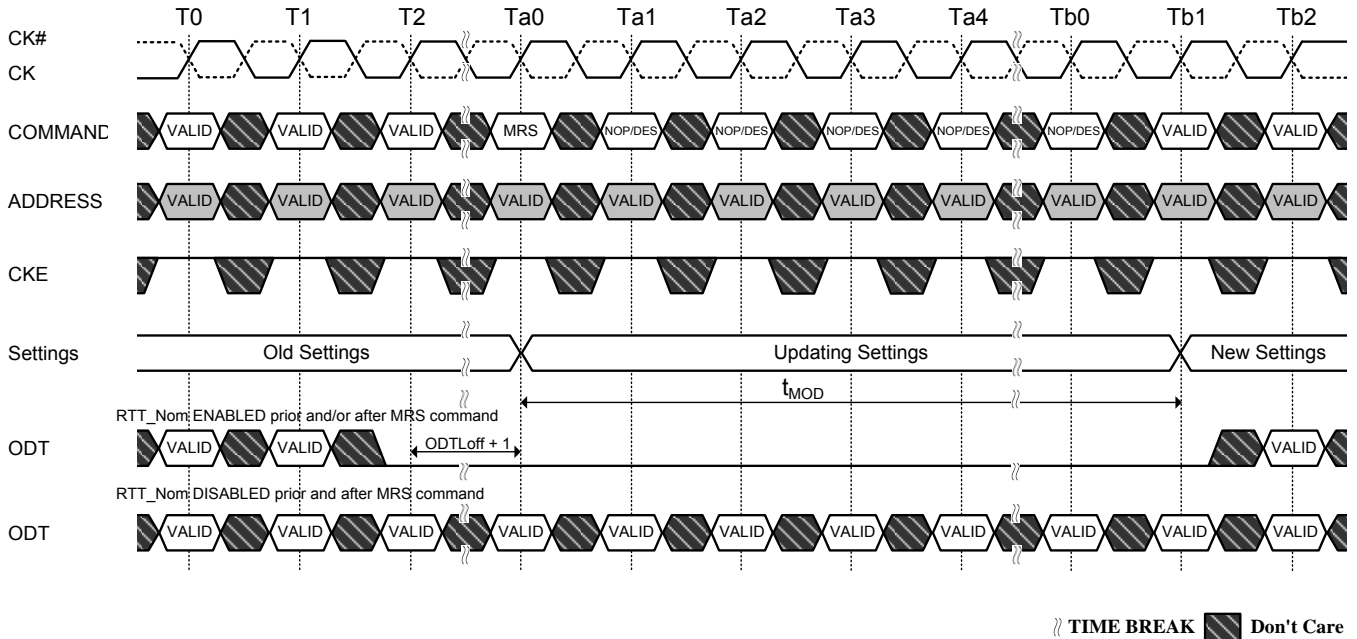 T0 T1 T2 Ta0 Ta1 Ta2 Ta3 Ta4 Tb0 Tb1 Tb2
CK#
CK
COMMAND VALID VALID VALID MRS NOP/DES NOP/DES NOP/DES NOP/DES NOP/DES VALID VALID
ADDRESS VALID VALID VALID VALID VALID VALID VALID VALID VALID VALID VALID
CKE
Settings Old Settings Updating Settings New Settings
tMOD
RTT_Nom ENABLED prior and/or after MRS command
ODT VALID VALID ODTLoff + 1 VALID
RTT_Nom DISABLED prior and after MRS command
ODT VALID VALID VALID VALID VALID VALID VALID VALID VALID VALID VALID
TIME BREAK Don't Care